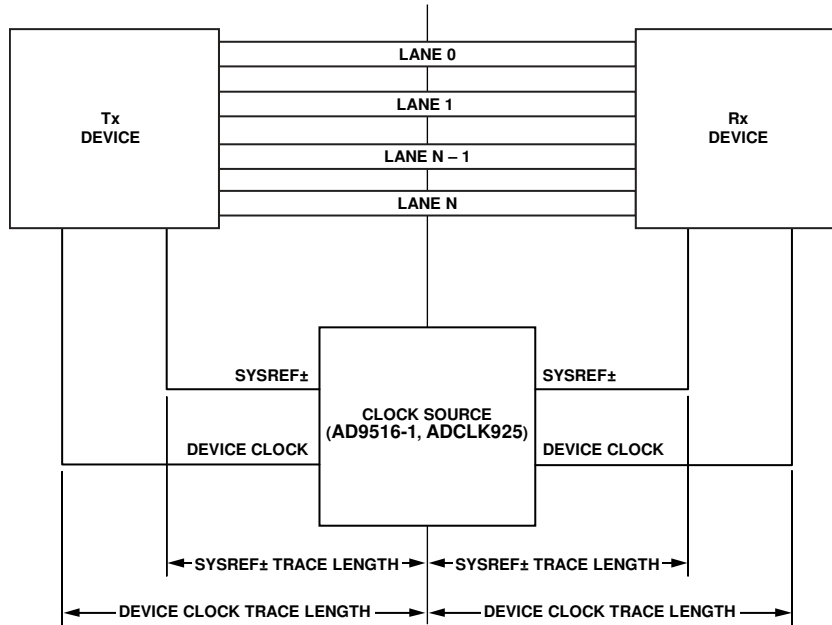 LANE 0
LANE 1
Tx
DEVICE
Rx
DEVICE
LANE N – 1
LANE N
SYSREF±
SYSREF±
CLOCK SOURCE
(AD9516-1, ADCLK925)
DEVICE CLOCK
DEVICE CLOCK
SYSREF± TRACE LENGTH
SYSREF± TRACE LENGTH
DEVICE CLOCK TRACE LENGTH
DEVICE CLOCK TRACE LENGTH